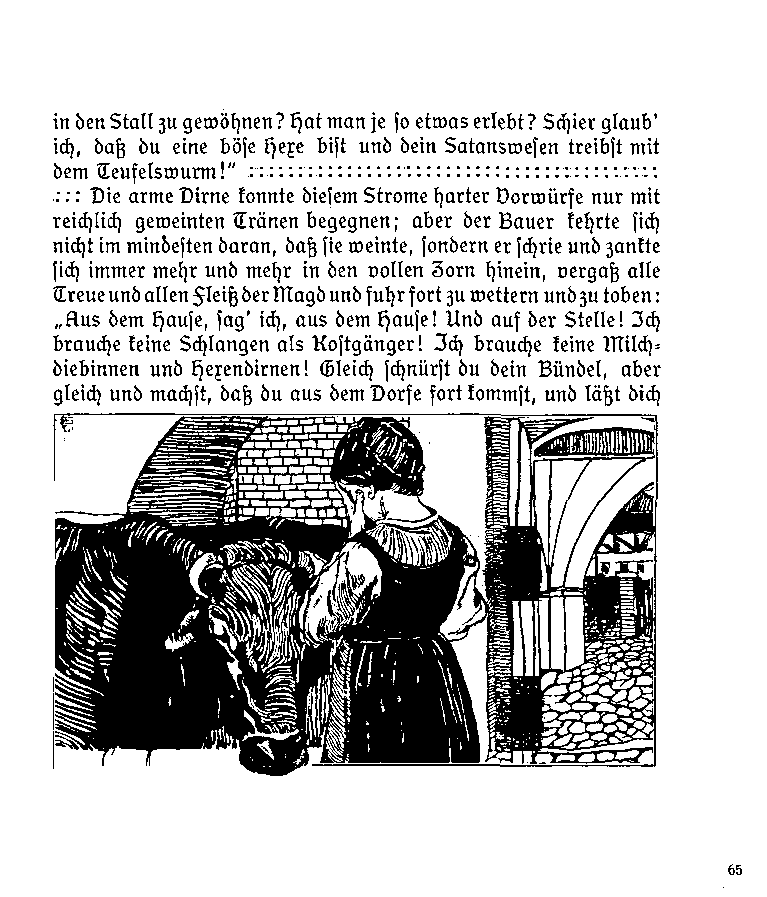 in den Stall zu gewöhnen? Hat man je so etwas erlebt? Schier glaub'
ich, daß du eine böse Hexe bist und dein Satanswesen treibst mit
dem Teufelswurm!" : : : : : : : : : : : : : : : : : : : : : : : : : : : : : : : : : : : : : : : : :
: : : Die arme Dirne konnte diesem Strome harter Vorwürfe nur mit
reichlich geweinten Tränen begegnen; aber der Bauer kehrte sich
nicht im mindesten daran, daß sie weinte, sondern er schrie und zankte
sich immer mehr und mehr in den vollen Zorn hinein, vergaß alle
Treue und allen Fleiß der Magd und fuhr fort zu wettern und zu toben:
„Aus dem Hause, sag' ich, aus dem Hause! Und auf der Stelle! Ich
brauche keine Schlangen als Kostgänger! Ich brauche keine Milch-
diebinnen und Hexendirnen! Gleich schnürst du dein Bündel, aber
gleich und machst, daß du aus dem Dorfe fort kommst, und läßt dich
65